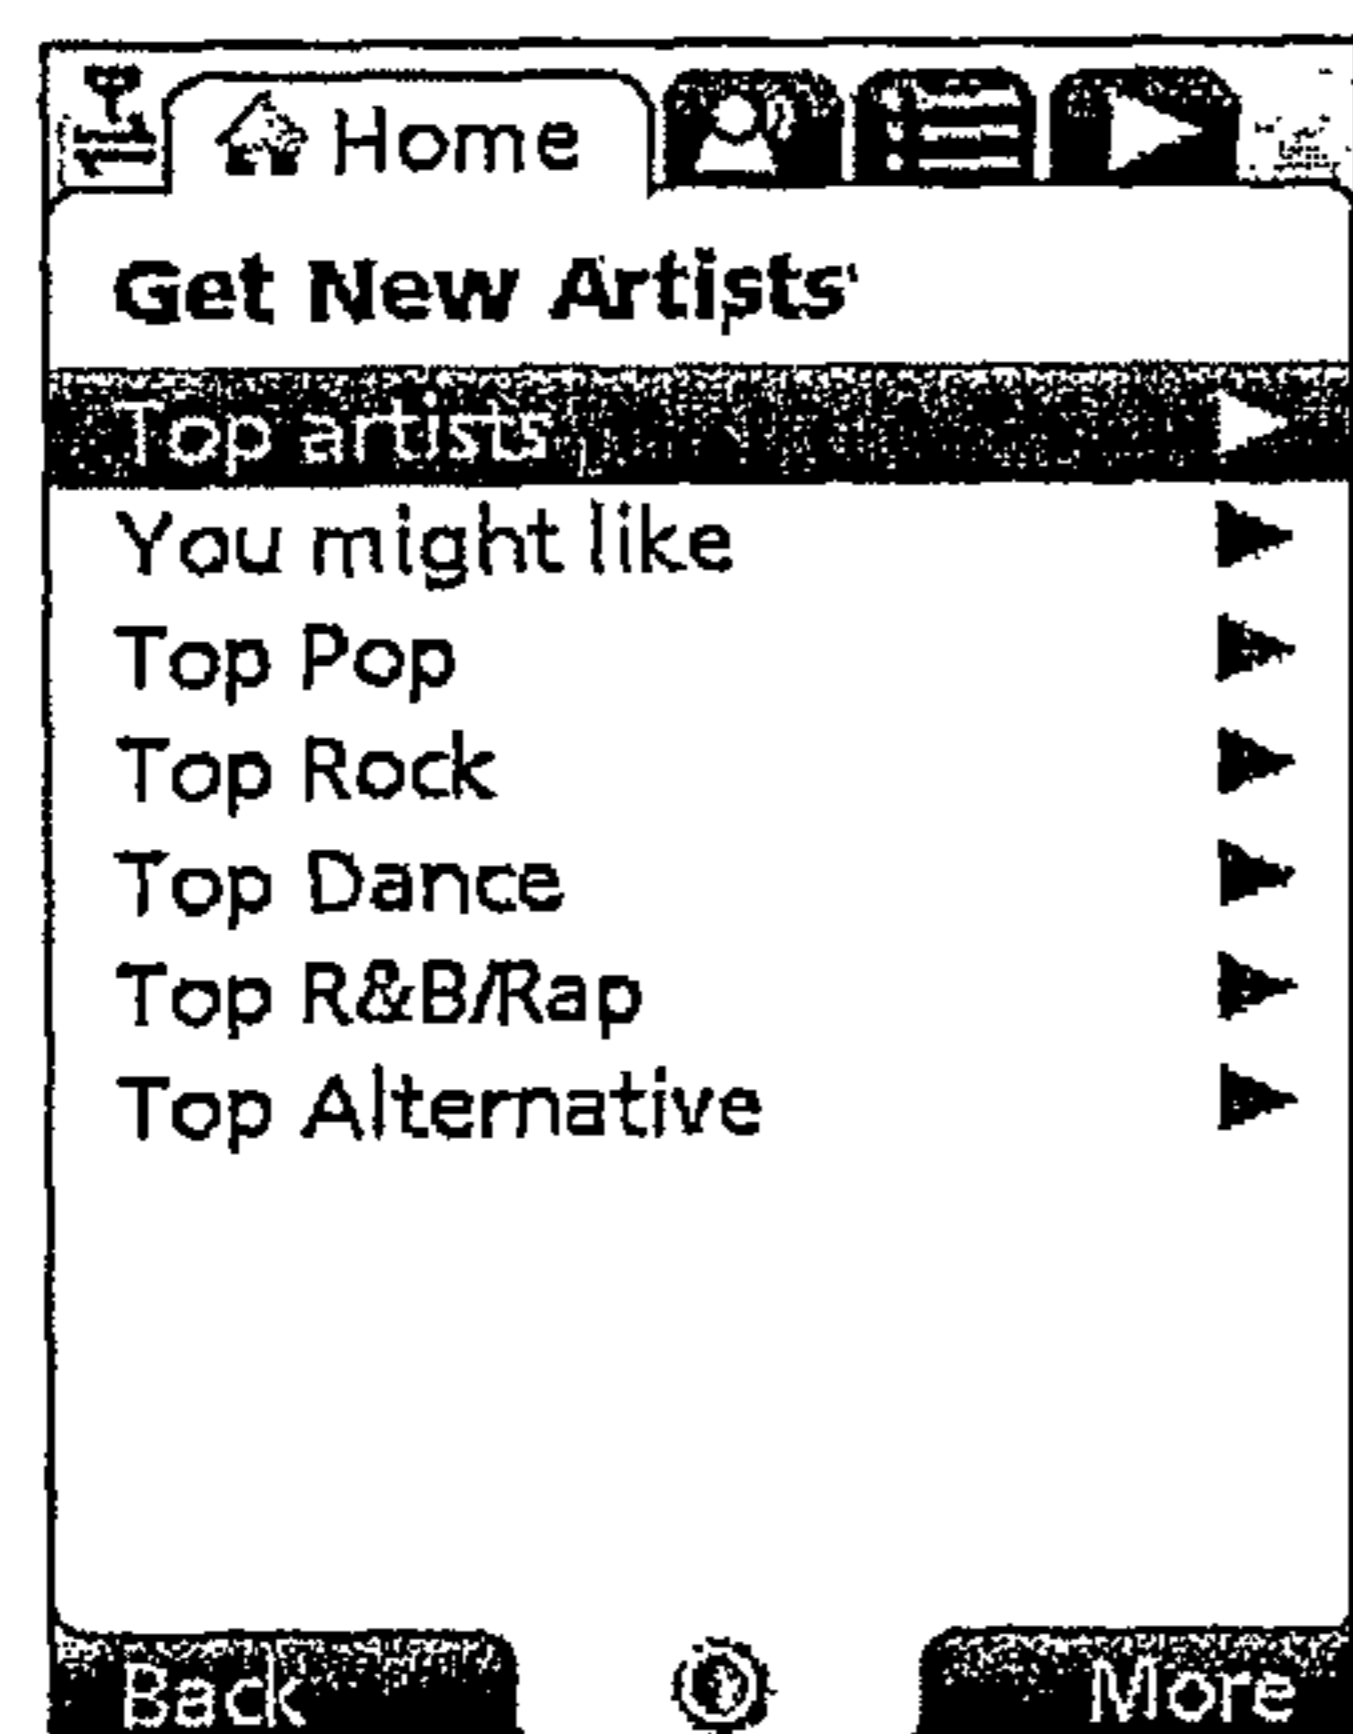 Home
Get New Artists
Top artists
You might like
Top Pop
Top Rock
Top Dance
Top R&B/Rap
Top Alternative
Back More